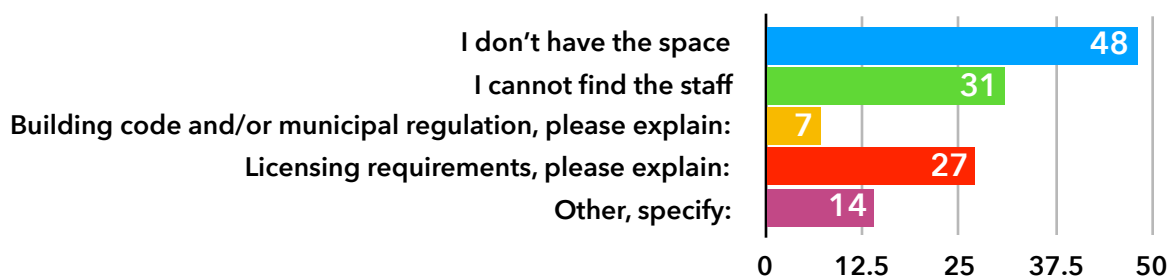 I don’t have the space 48
I cannot find the staff 31
Building code and/or municipal regulation, please explain: 7
Licensing requirements, please explain: 27
Other, specify: 14
0 12.5 25 37.5 50